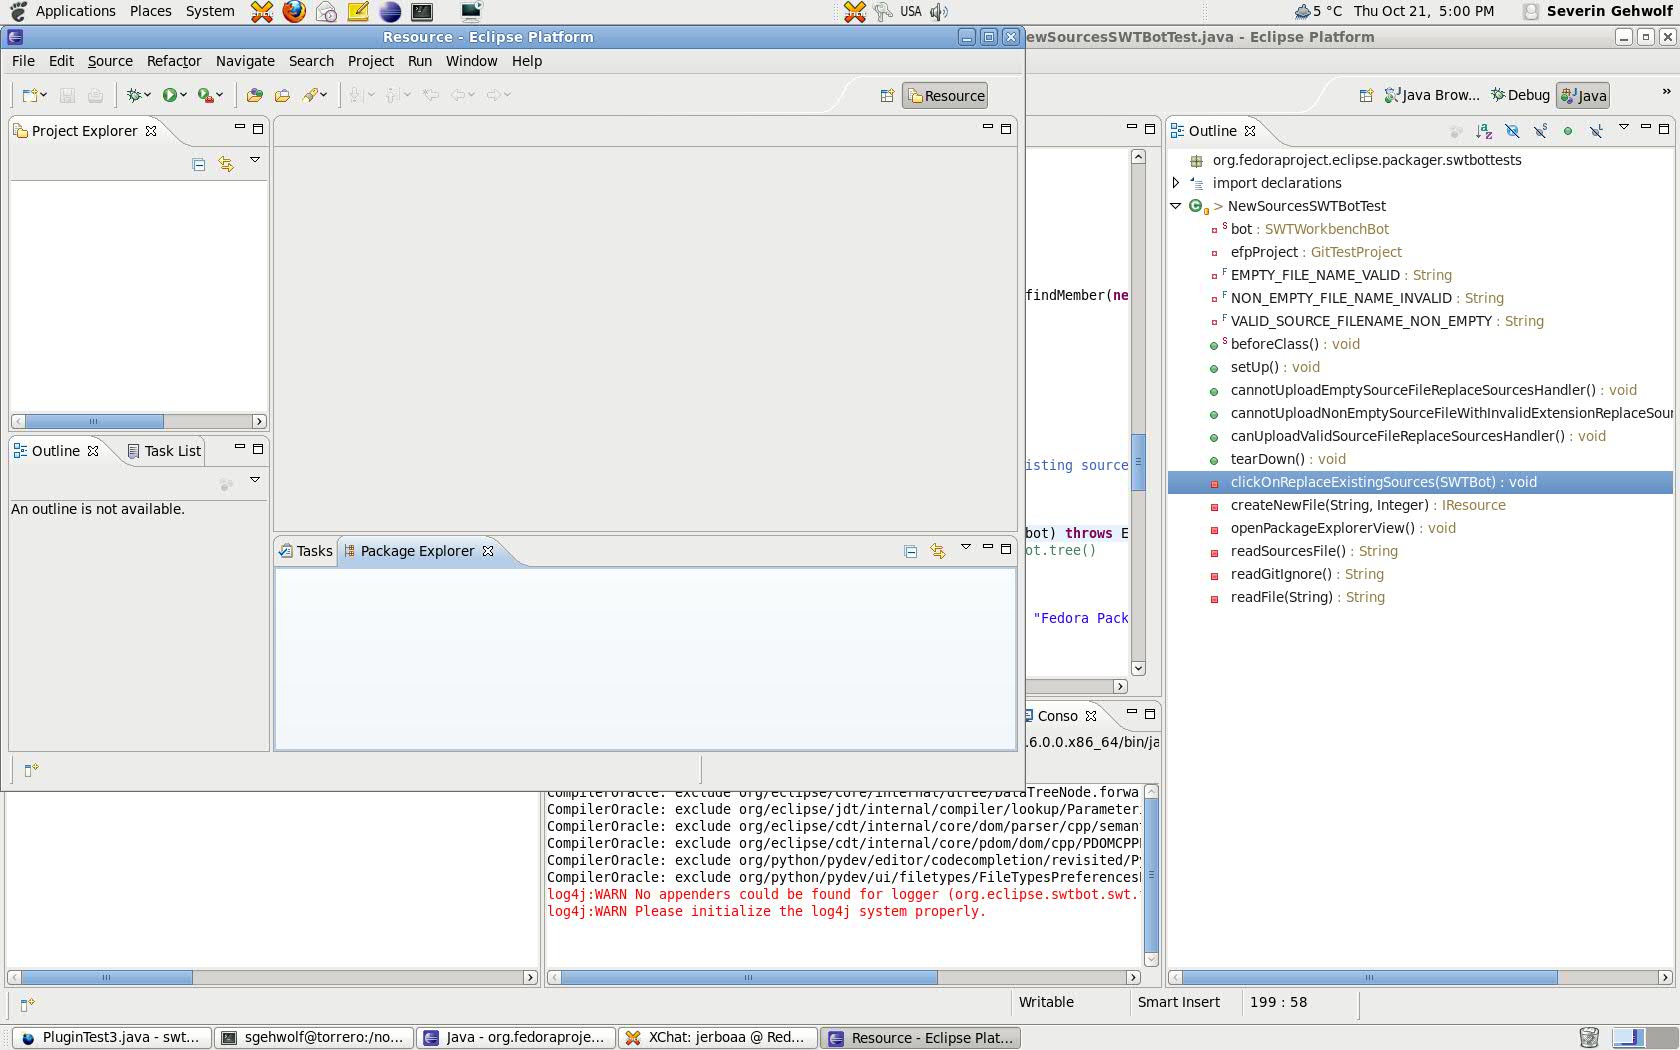 Applications Places System USA 5 °C Thu Oct 21, 5:00 PM Severin Gehwolf
Resource - Eclipse Platform
ewSourcesSWTBotTest.java - Eclipse Platform
File Edit Source Refactor Navigate Search Project Run Window Help
Resource
Java Brow... Debug Java »
Project Explorer
Outline
org.fedoraproject.eclipse.packager.swtbottests
import declarations
> NewSourcesSWTBotTest
S bot : SWTWorkbenchBot
efpProject : GitTestProject
F EMPTY_FILE_NAME_VALID : String
F NON_EMPTY_FILE_NAME_INVALID : String
F VALID_SOURCE_FILENAME_NON_EMPTY : String
S beforeClass() : void
setUp() : void
cannotUploadEmptySourceFileReplaceSourcesHandler() : void
cannotUploadNonEmptySourceFileWithInvalidExtensionReplaceSour
canUploadValidSourceFileReplaceSourcesHandler() : void
tearDown() : void
clickOnReplaceExistingSources(SWTBot) : void
createNewFile(String, Integer) : IResource
openPackageExplorerView() : void
readSourcesFile() : String
readGitIgnore() : String
readFile(String) : String
findMember(ne
isting source
bot) throws E
ot.tree()
"Fedora Pack
Outline Task List
An outline is not available.
Tasks Package Explorer
Conso
.6.0.0.x86_64/bin/ja
CompilerOracle: exclude org/eclipse/core/internal/dtree/DataTreeNode.forwa
CompilerOracle: exclude org/eclipse/jdt/internal/compiler/lookup/Parameter
CompilerOracle: exclude org/eclipse/cdt/internal/core/dom/parser/cpp/seman
CompilerOracle: exclude org/eclipse/cdt/internal/core/pdom/dom/cpp/PDOMCPP
CompilerOracle: exclude org/python/pydev/editor/codecompletion/revisited/Py
CompilerOracle: exclude org/python/pydev/ui/filetypes/FileTypesPreferences
log4j:WARN No appenders could be found for logger (org.eclipse.swtbot.swt.
log4j:WARN Please initialize the log4j system properly.
Writable Smart Insert 199 : 58
PluginTest3.java - swt... sgehwolf@torrero:/no... Java - org.fedoraproje... XChat: jerboaa @ Red... Resource - Eclipse Plat...